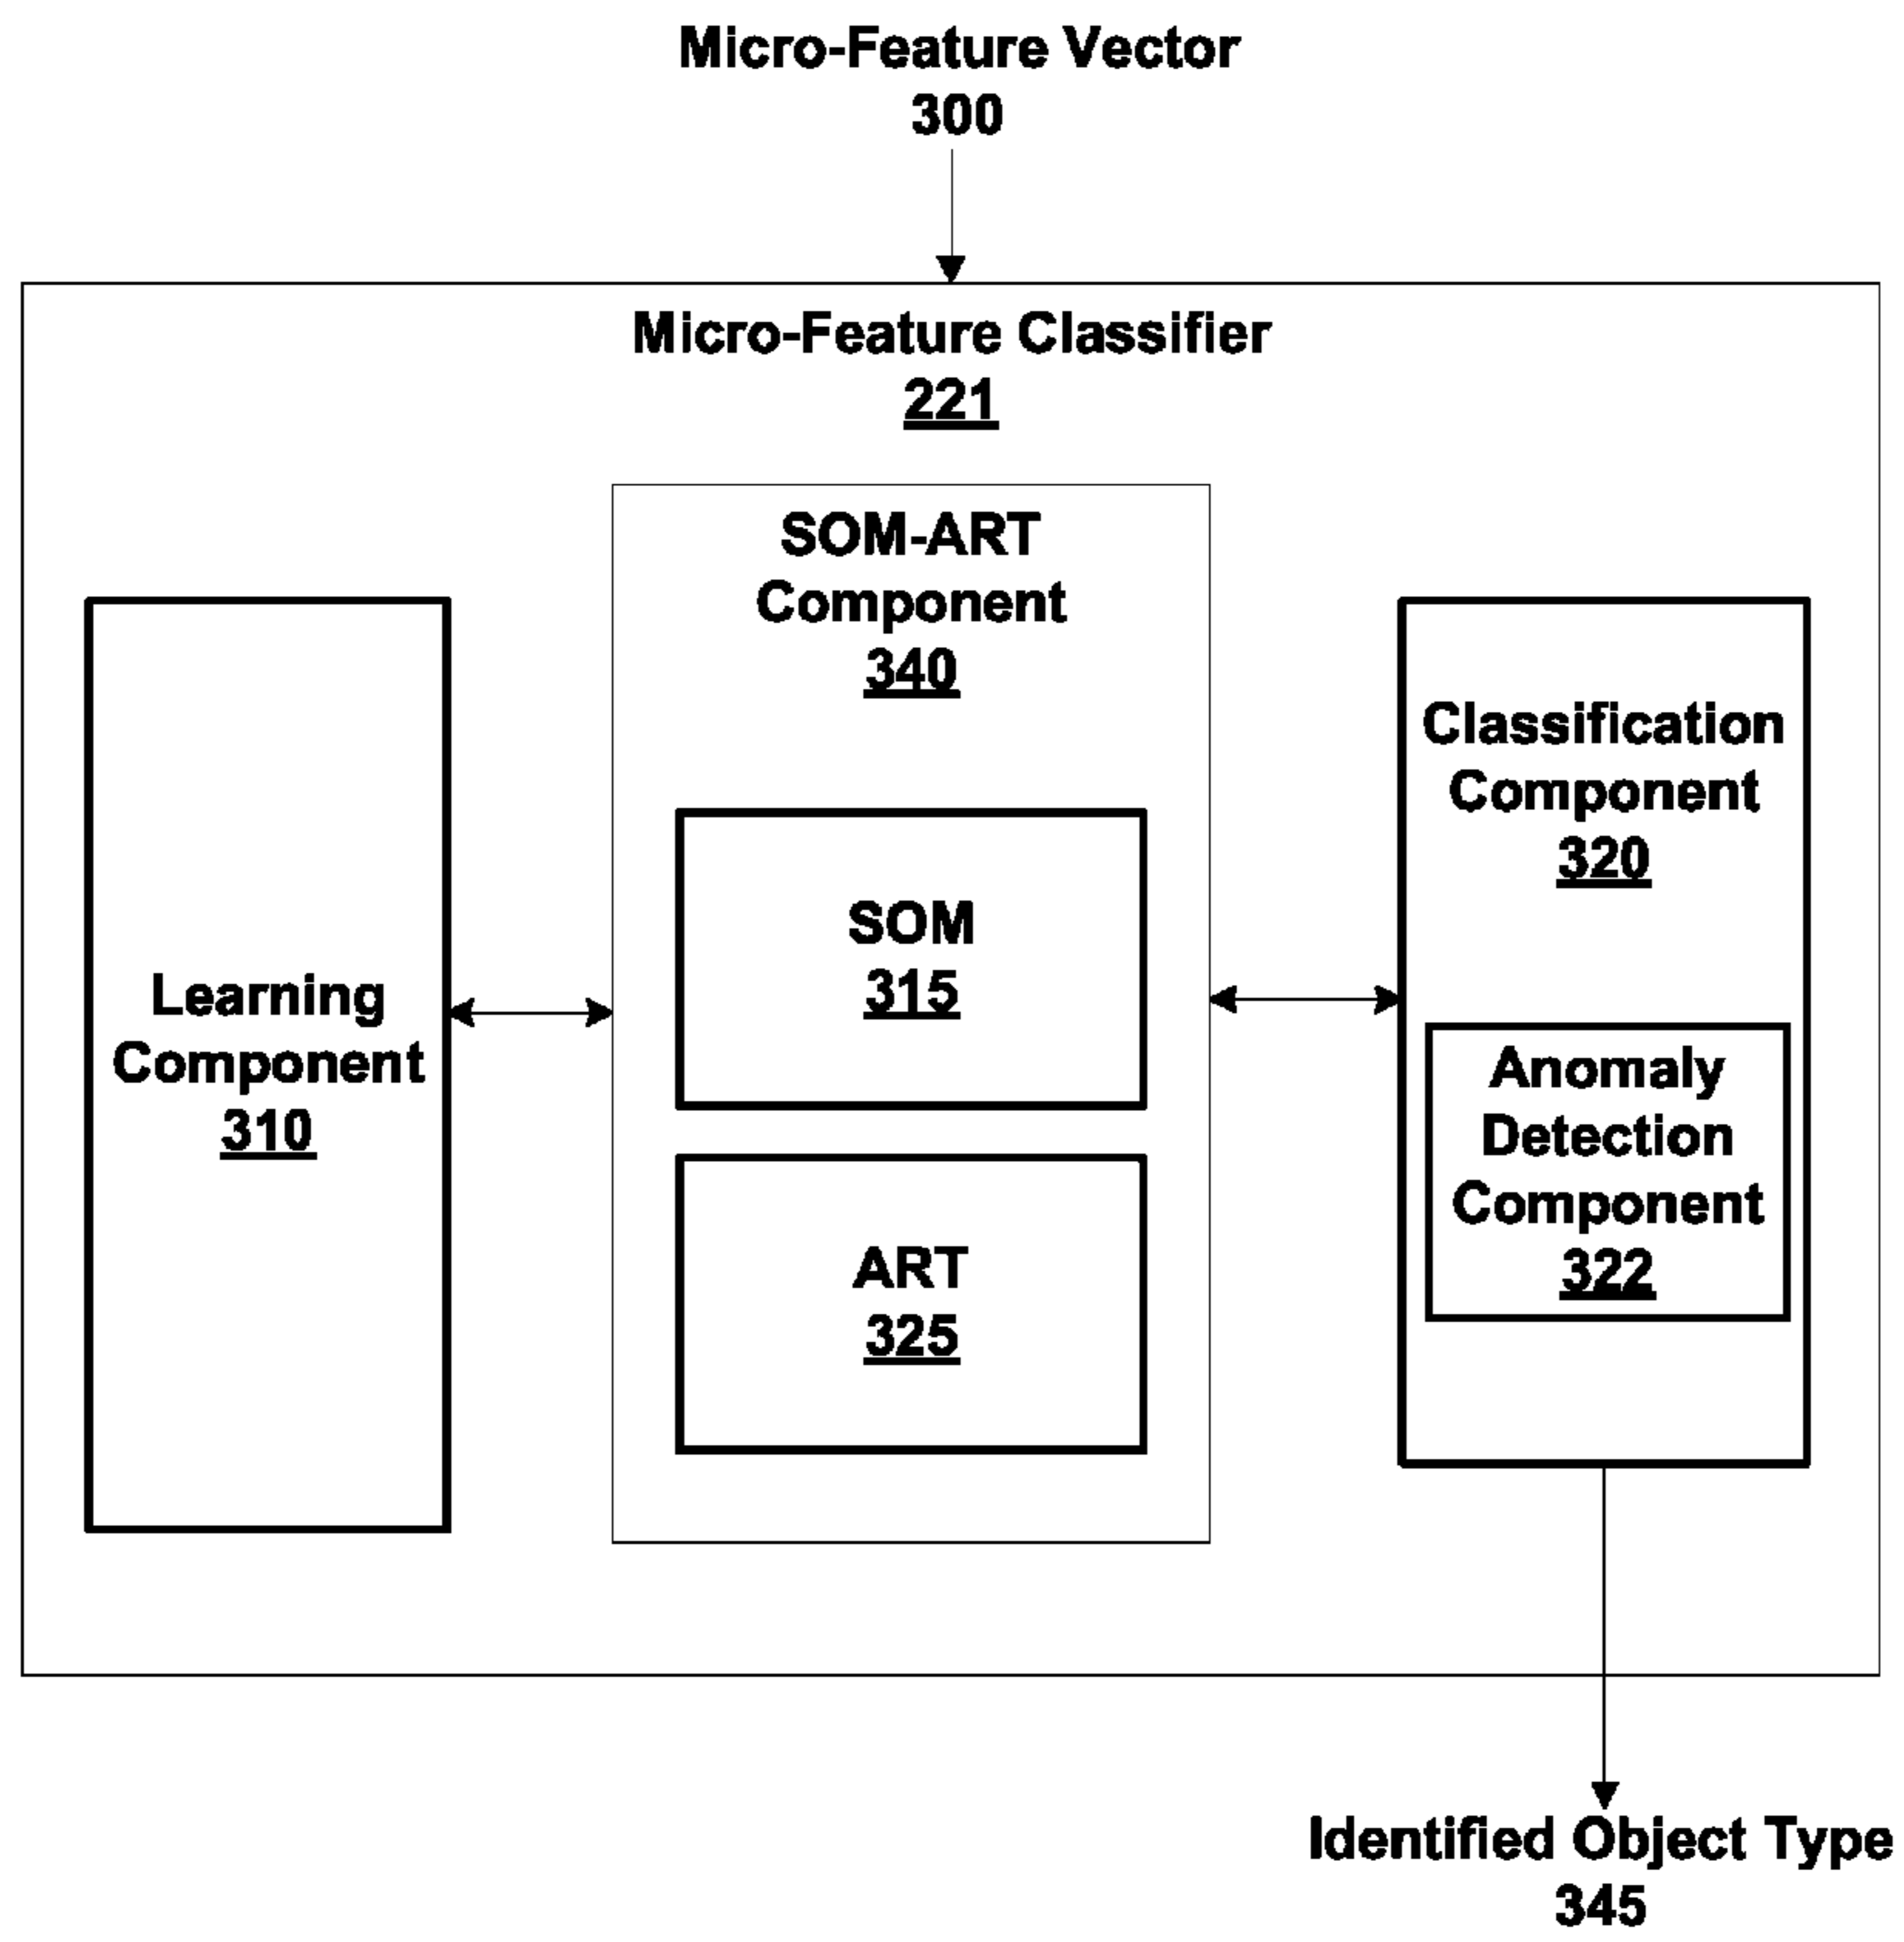 Micro-Feature Vector
300
Micro-Feature Classifier
221
Learning
Component
310
SOM-ART
Component
340
SOM
315
ART
325
Classification
Component
320
Anomaly
Detection
Component
322
Identified Object Type
345